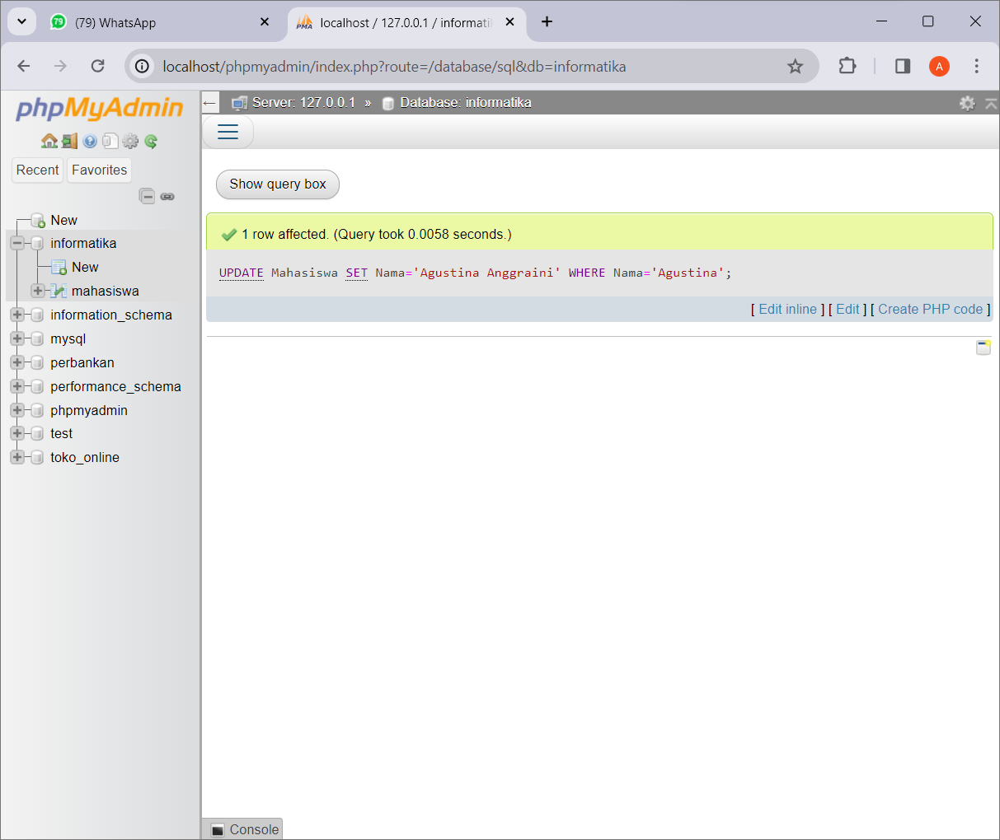 79
(79) WhatsApp
PMA
localhost / 127.0.0.1 / informati
localhost/phpmyadmin/index.php?route=/database/sql&db=informatika
A
phpMyAdmin
Recent
Favorites
New
informatika
New
mahasiswa
information_schema
mysql
perbankan
performance_schema
phpmyadmin
test
toko_online
Server: 127.0.0.1 » Database: informatika
Show query box
1 row affected. (Query took 0.0058 seconds.)
UPDATE Mahasiswa SET Nama='Agustina Anggraini' WHERE Nama='Agustina';
[ Edit inline ] [ Edit ] [ Create PHP code ]
Console